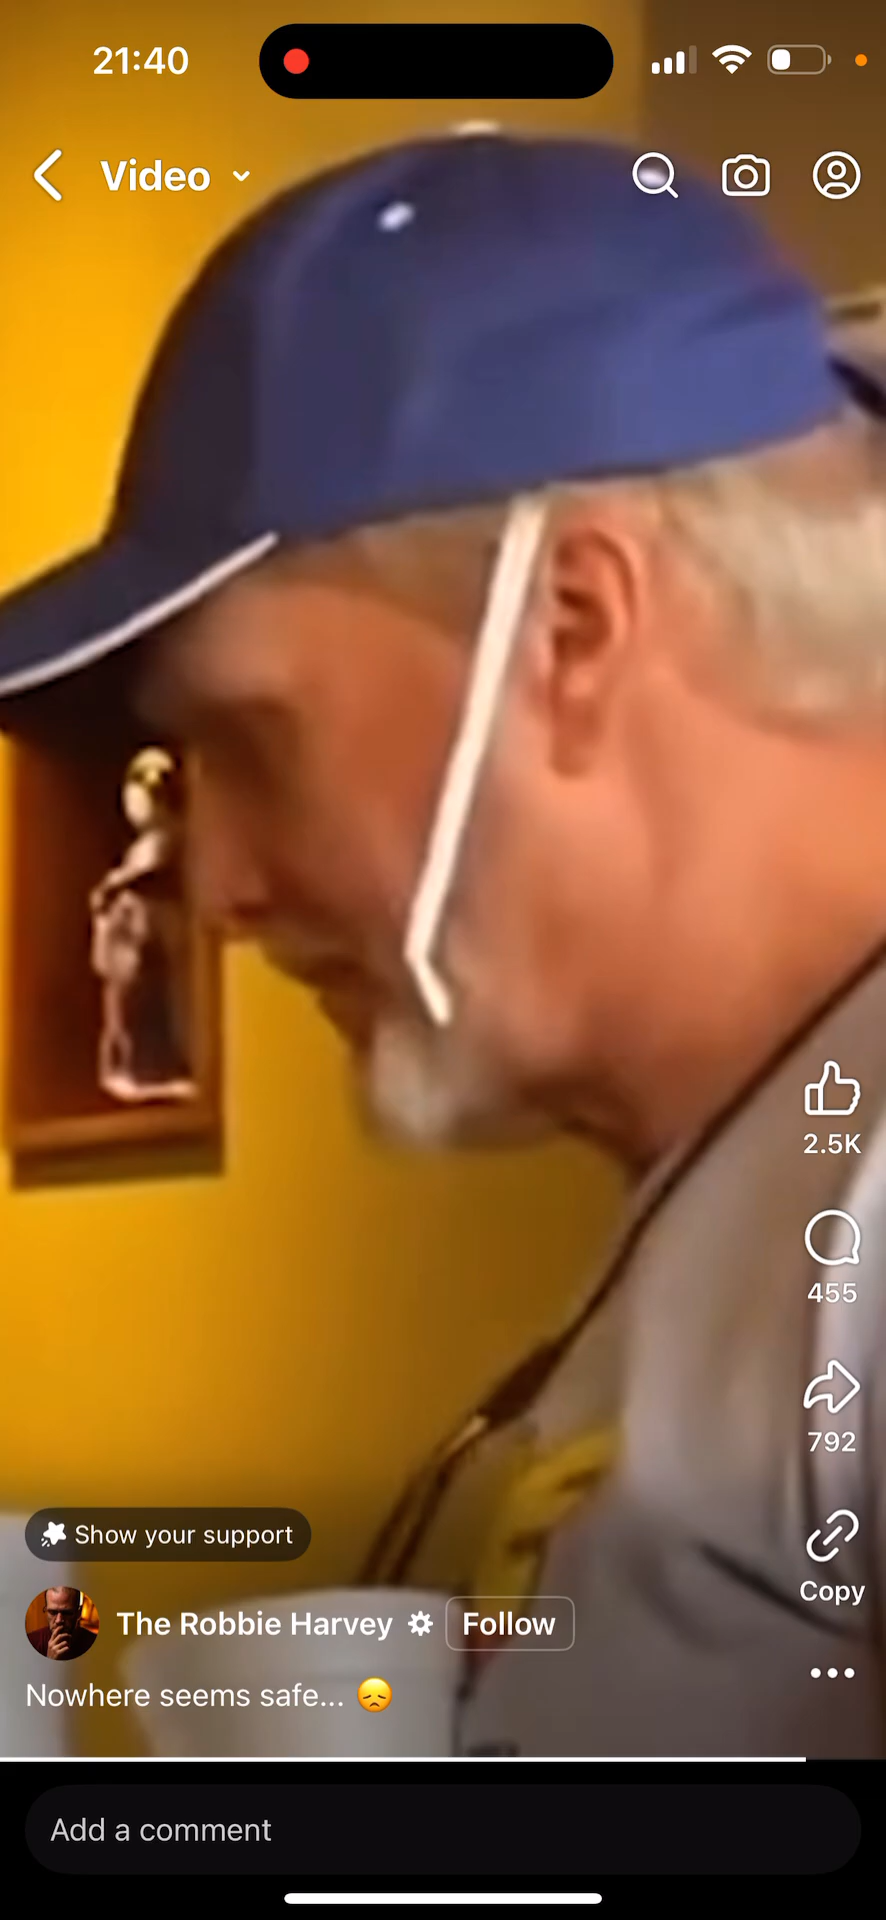 21:40
Video
2.5K
455
792
Show your support
Copy
The Robbie Harvey Follow
Nowhere seems safe... 😞
Add a comment